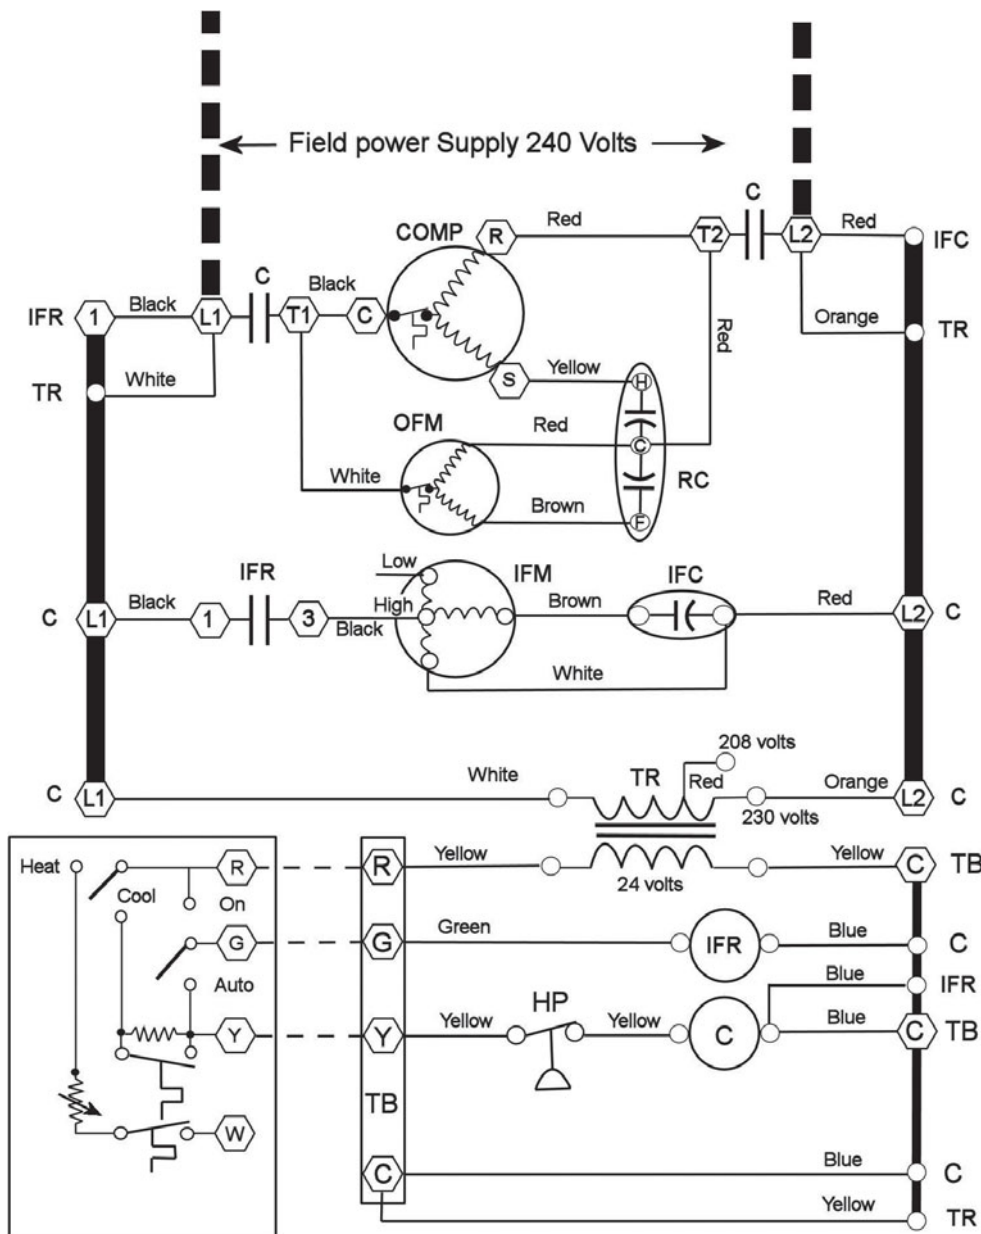 Field power Supply 240 Volts
C
COMP R Red T2 L2 Red IFC
C Black
IFR 1 Black L1 T1 C Orange TR
Red
TR White S Yellow H
OFM Red C
White RC
Brown F
Low
IFR IFM IFC
C L1 Black 1 3 High Brown Red L2 C
Black
White
208 volts
White TR Red Orange
C L1 L2 C
230 volts
Heat R R Yellow Yellow C TB
24 volts
Cool On
G G Green IFR Blue C
Auto Blue IFR
HP
Y Y Yellow Yellow C Blue C TB
TB
W
C Blue C
Yellow TR